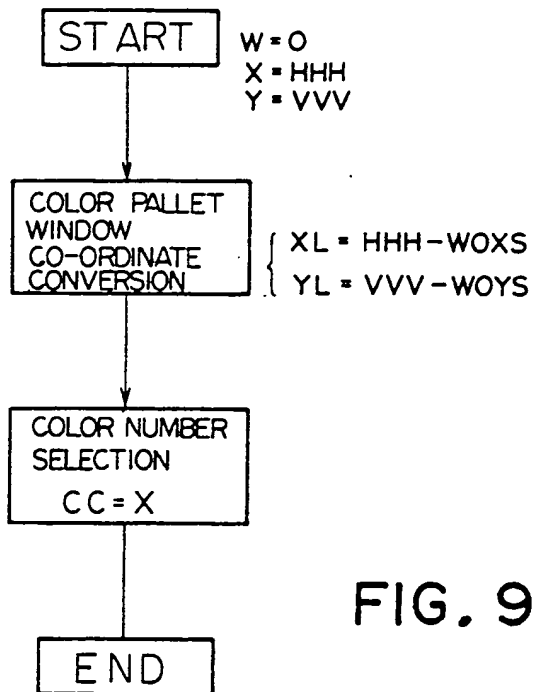 START
W = 0
X = HHH
Y = VVV
COLOR PALLET
WINDOW
CO-ORDINATE
CONVERSION
XL = HHH-WOXS
YL = VVV-WOYS
COLOR NUMBER
SELECTION
CC = X
END
FIG. 9